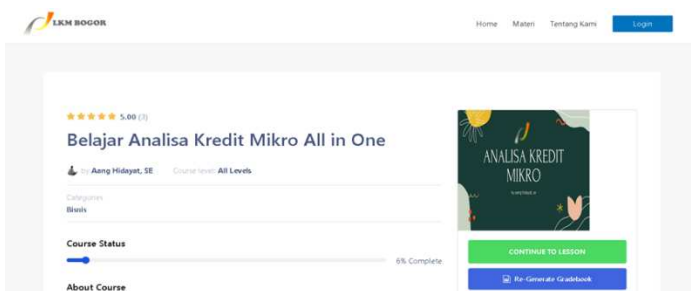 LKM BOGOR
Home Materi Tentang Kami Login
5.00 (3)
Belajar Analisa Kredit Mikro All in One
by Aang Hidayat, SE Course level: All Levels
Categories
Bisnis
Course Status
6% Complete
About Course
ANALISA KREDIT
MIKRO
CONTINUE TO LESSON
Re-Generate Gradebook